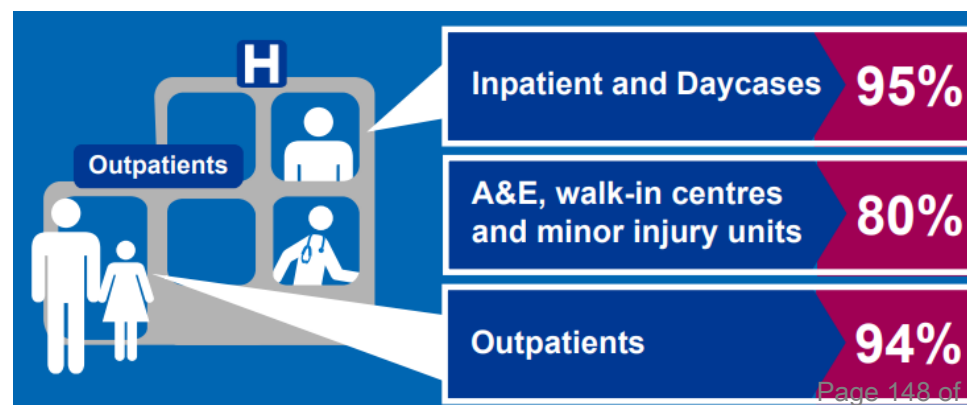 H
Outpatients
Inpatient and Daycases 95%
A&E, walk-in centres
and minor injury units
80%
Outpatients 94%
Page 148 of